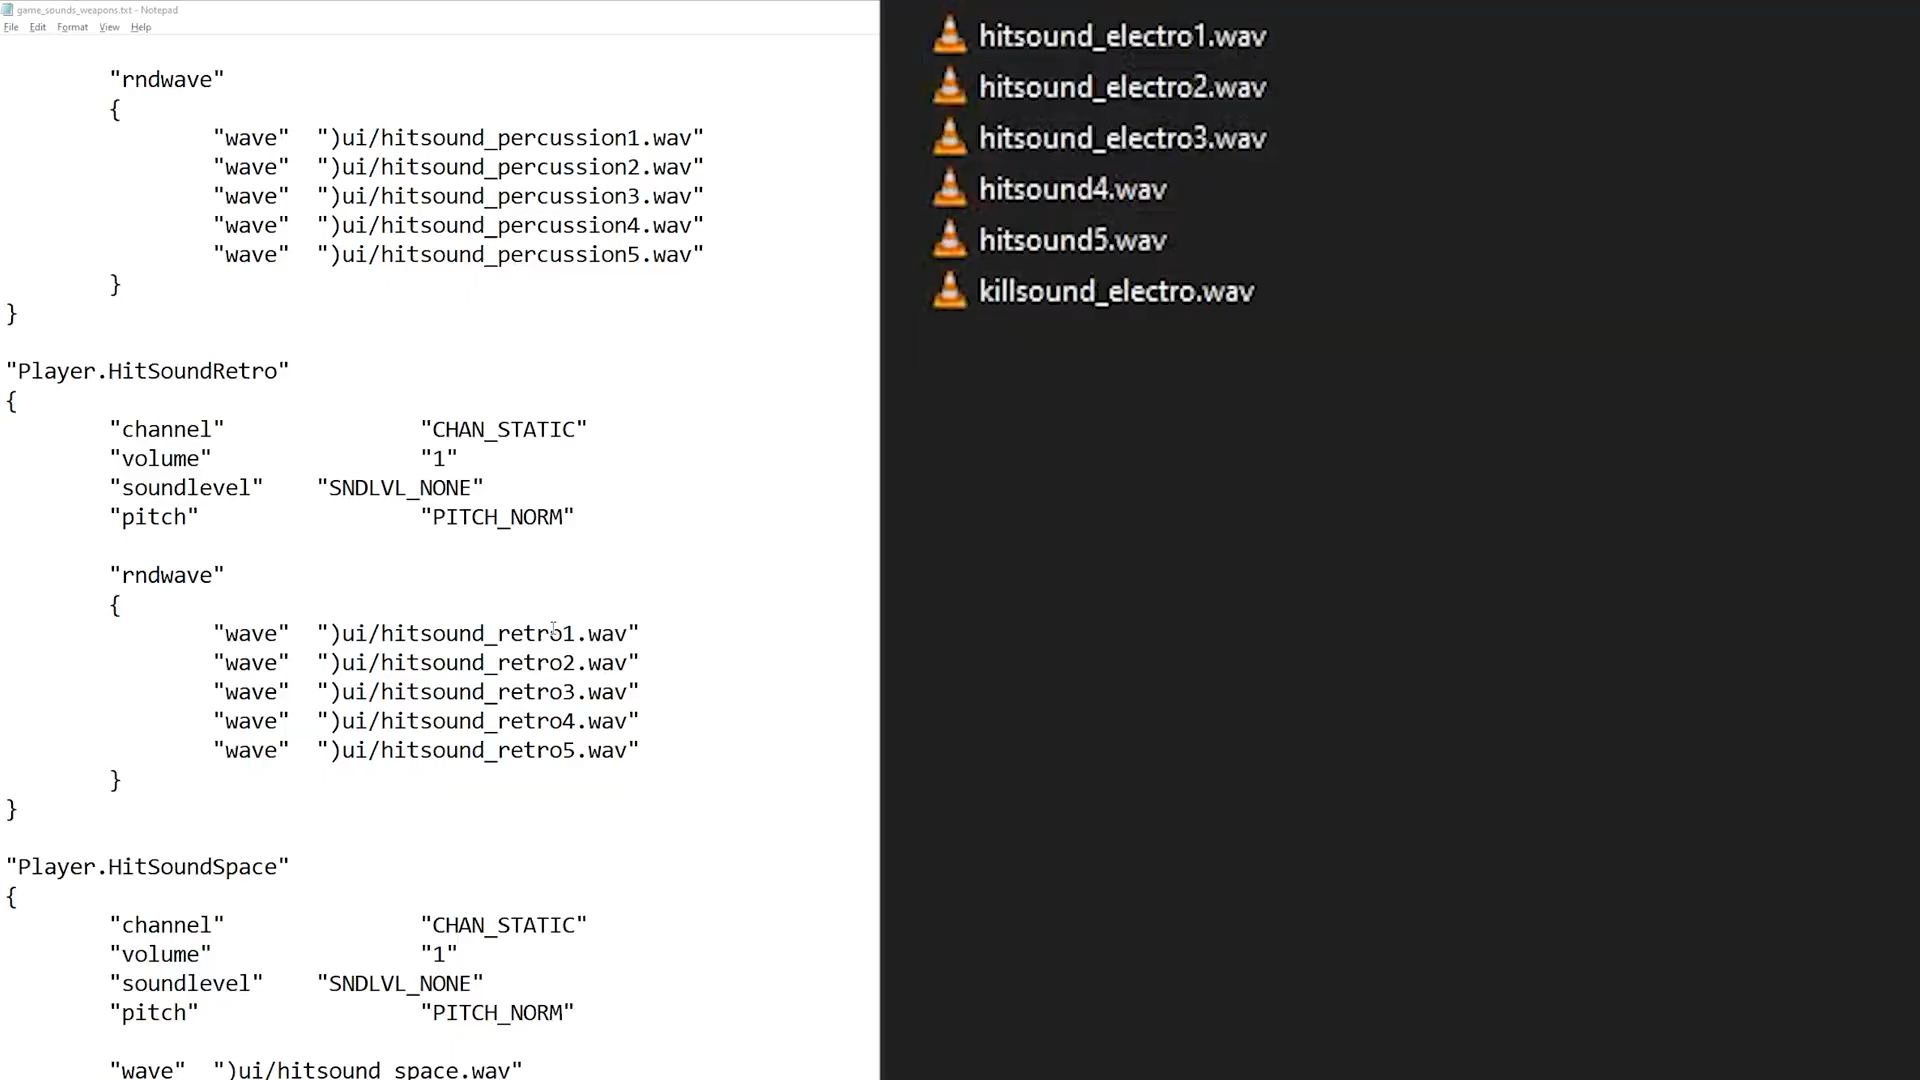 game_sounds_weapons.txt - Notepad
File Edit Format View Help
"rndwave"
{
"wave" ")ui/hitsound_percussion1.wav"
"wave" ")ui/hitsound_percussion2.wav"
"wave" ")ui/hitsound_percussion3.wav"
"wave" ")ui/hitsound_percussion4.wav"
"wave" ")ui/hitsound_percussion5.wav"
}
}
"Player.HitSoundRetro"
{
"channel" "CHAN_STATIC"
"volume" "1"
"soundlevel" "SNDLVL_NONE"
"pitch" "PITCH_NORM"
"rndwave"
{
"wave" ")ui/hitsound_retro1.wav"
"wave" ")ui/hitsound_retro2.wav"
"wave" ")ui/hitsound_retro3.wav"
"wave" ")ui/hitsound_retro4.wav"
"wave" ")ui/hitsound_retro5.wav"
}
}
"Player.HitSoundSpace"
{
"channel" "CHAN_STATIC"
"volume" "1"
"soundlevel" "SNDLVL_NONE"
"pitch" "PITCH_NORM"
"wave" ")ui/hitsound_space.wav"
hitsound_electro1.wav
hitsound_electro2.wav
hitsound_electro3.wav
hitsound4.wav
hitsound5.wav
killsound_electro.wav